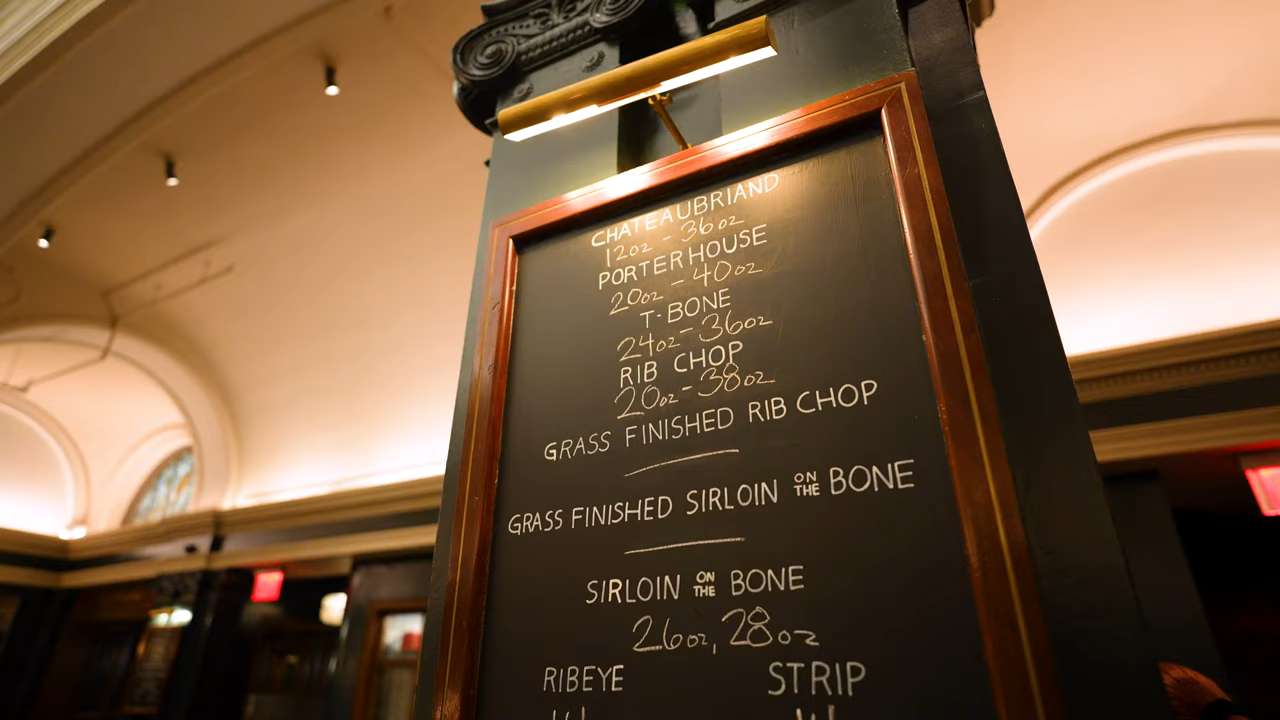 CHATEAUBRIAND
12oz - 36oz
PORTERHOUSE
20oz - 40oz
T-BONE
24oz - 36oz
RIB CHOP
20oz - 38oz
GRASS FINISHED RIB CHOP
GRASS FINISHED SIRLOIN ON THE BONE
SIRLOIN ON THE BONE
26oz, 28oz
RIBEYE STRIP